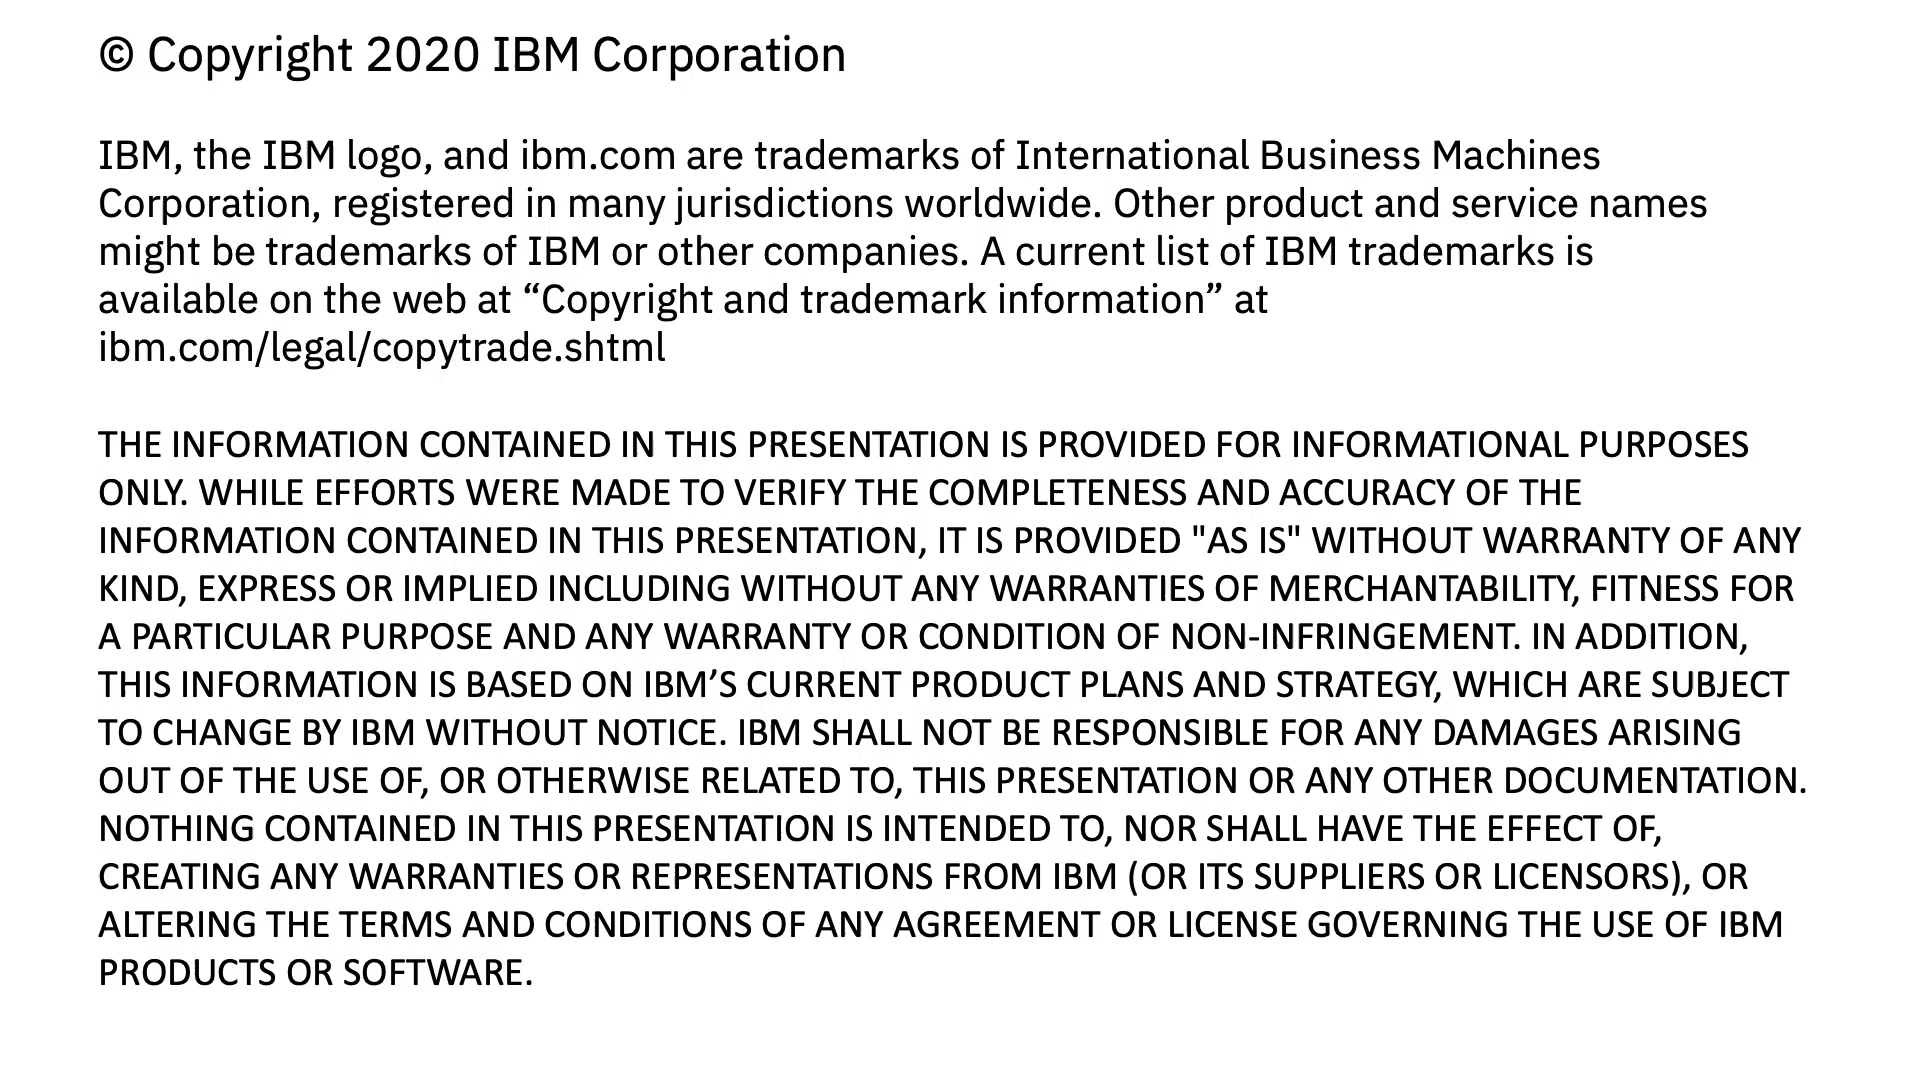 © Copyright 2020 IBM Corporation
IBM, the IBM logo, and ibm.com are trademarks of International Business Machines
Corporation, registered in many jurisdictions worldwide. Other product and service names
might be trademarks of IBM or other companies. A current list of IBM trademarks is
available on the web at “Copyright and trademark information” at
ibm.com/legal/copytrade.shtml
THE INFORMATION CONTAINED IN THIS PRESENTATION IS PROVIDED FOR INFORMATIONAL PURPOSES
ONLY. WHILE EFFORTS WERE MADE TO VERIFY THE COMPLETENESS AND ACCURACY OF THE
INFORMATION CONTAINED IN THIS PRESENTATION, IT IS PROVIDED "AS IS" WITHOUT WARRANTY OF ANY
KIND, EXPRESS OR IMPLIED INCLUDING WITHOUT ANY WARRANTIES OF MERCHANTABILITY, FITNESS FOR
A PARTICULAR PURPOSE AND ANY WARRANTY OR CONDITION OF NON-INFRINGEMENT. IN ADDITION,
THIS INFORMATION IS BASED ON IBM’S CURRENT PRODUCT PLANS AND STRATEGY, WHICH ARE SUBJECT
TO CHANGE BY IBM WITHOUT NOTICE. IBM SHALL NOT BE RESPONSIBLE FOR ANY DAMAGES ARISING
OUT OF THE USE OF, OR OTHERWISE RELATED TO, THIS PRESENTATION OR ANY OTHER DOCUMENTATION.
NOTHING CONTAINED IN THIS PRESENTATION IS INTENDED TO, NOR SHALL HAVE THE EFFECT OF,
CREATING ANY WARRANTIES OR REPRESENTATIONS FROM IBM (OR ITS SUPPLIERS OR LICENSORS), OR
ALTERING THE TERMS AND CONDITIONS OF ANY AGREEMENT OR LICENSE GOVERNING THE USE OF IBM
PRODUCTS OR SOFTWARE.